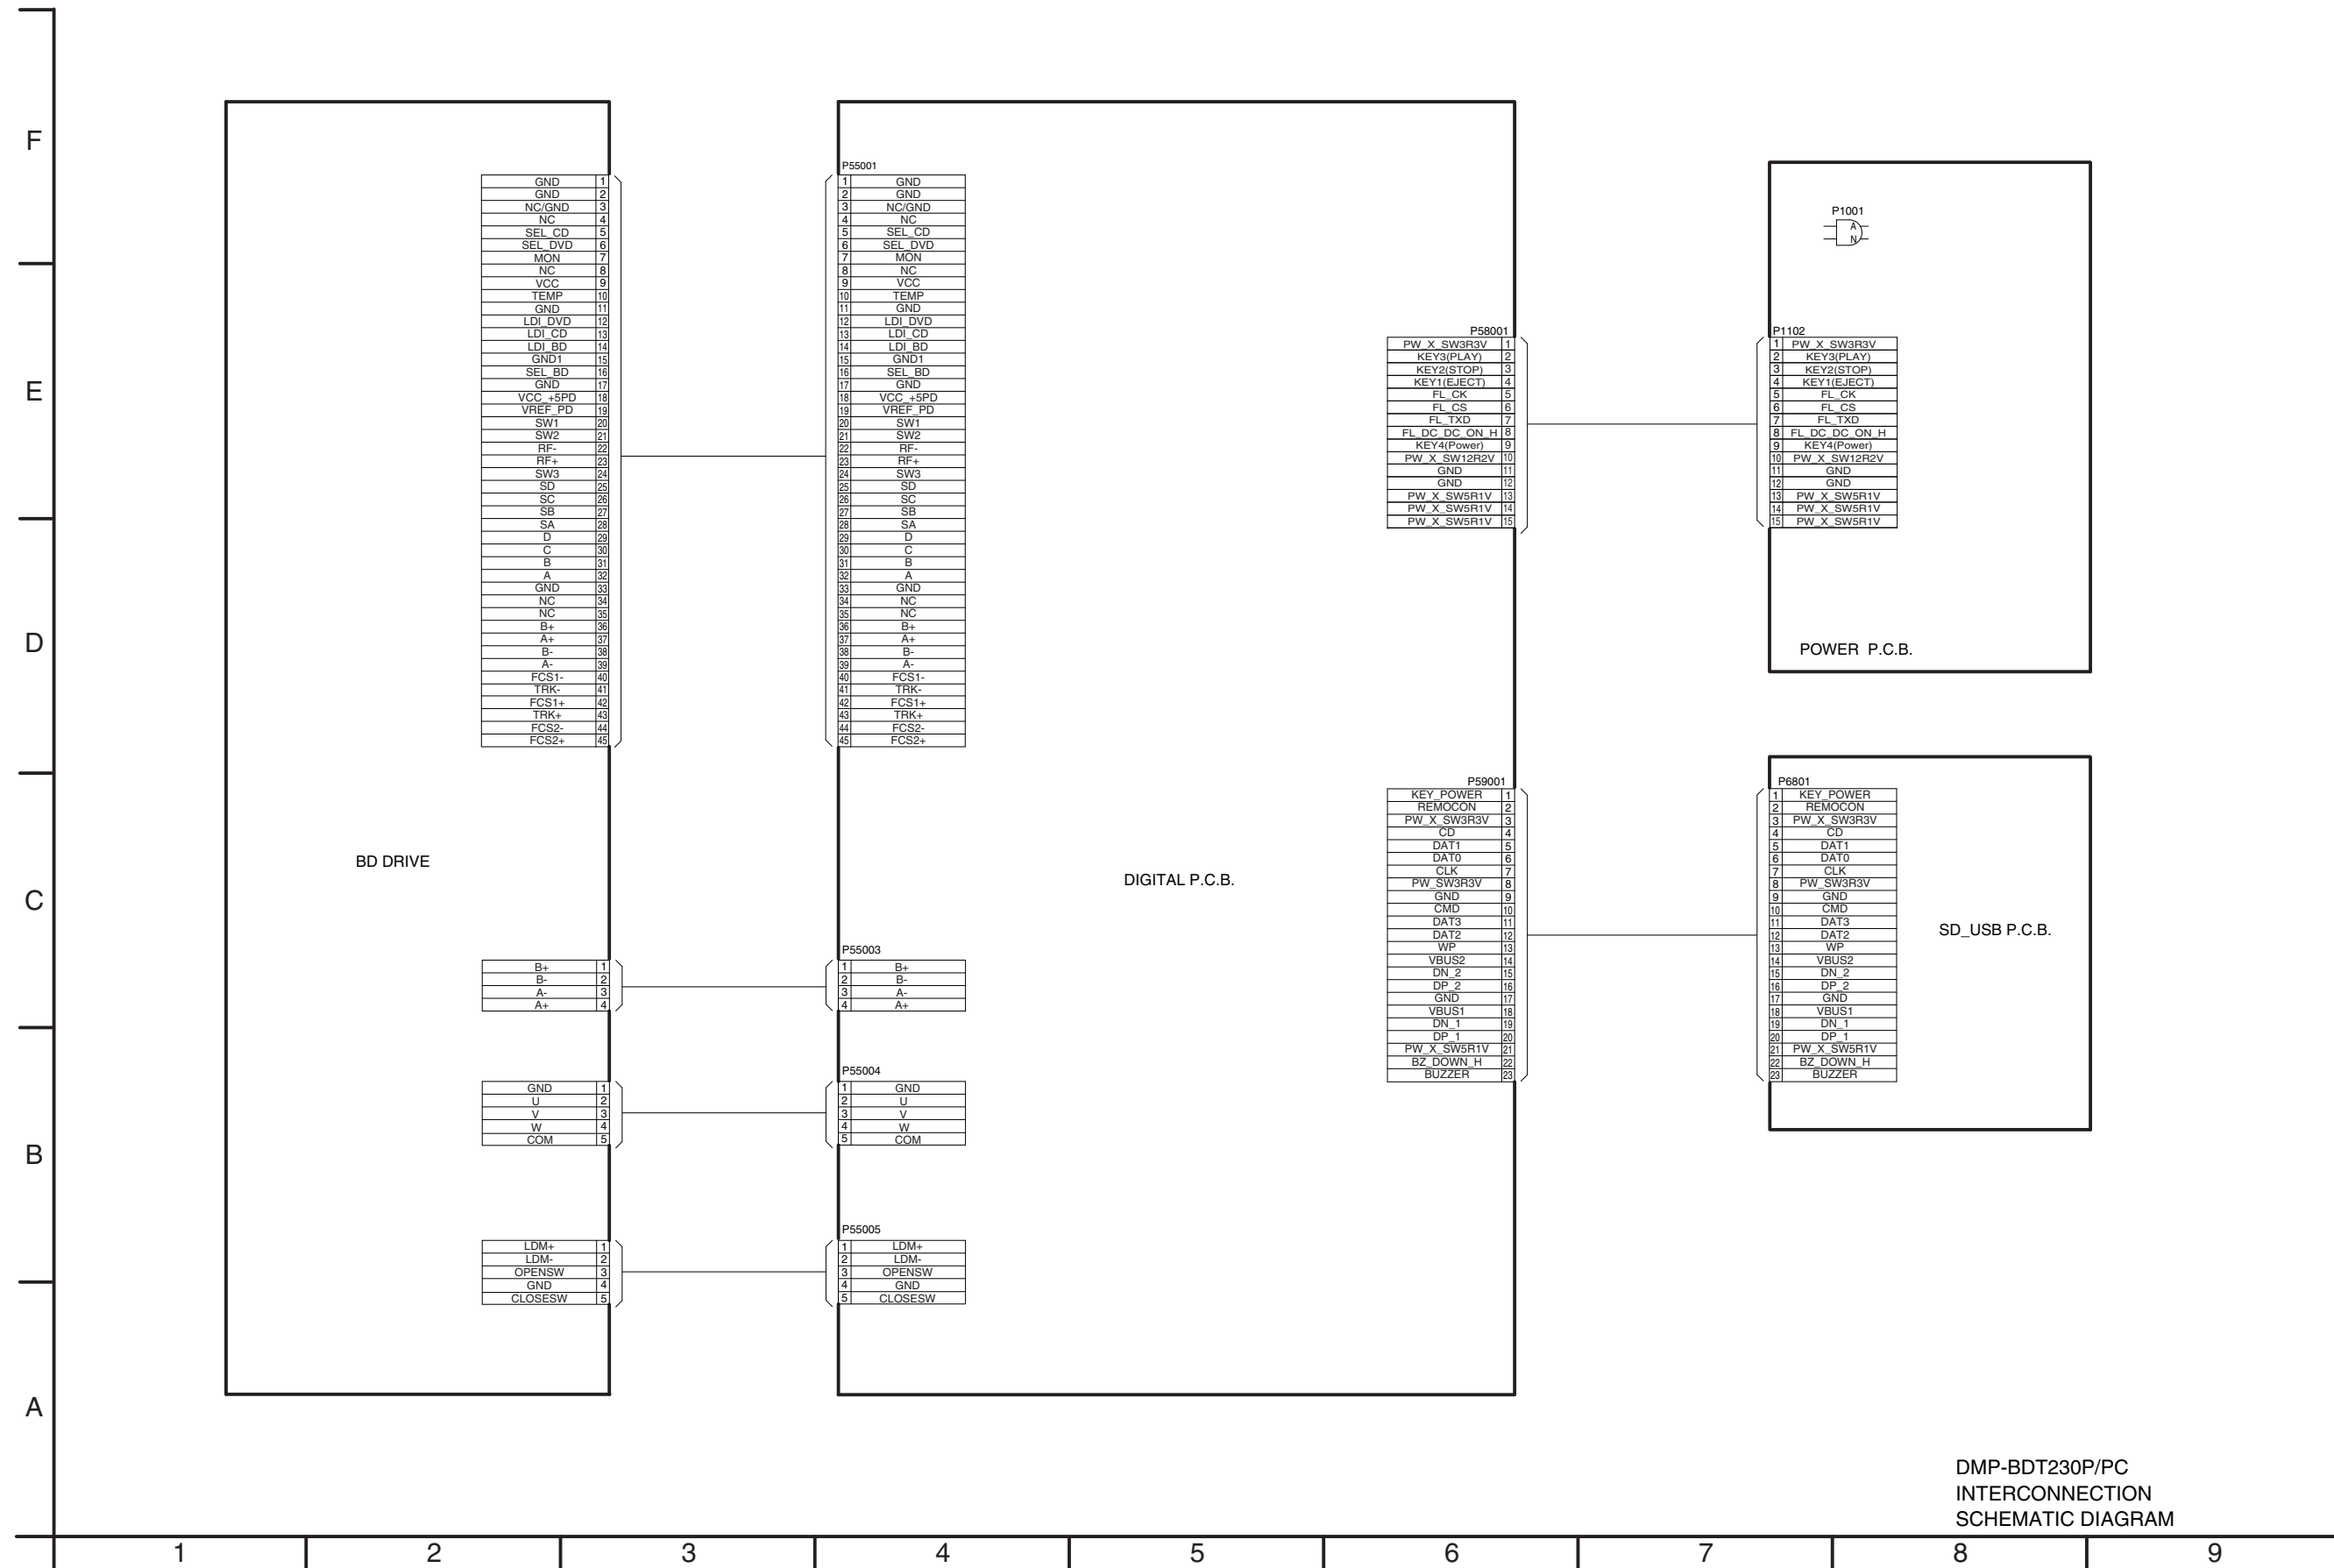 F
E
D
C
B
A
P55001
GND 1
GND 2
NC/GND 3
NC 4
SEL_CD 5
SEL_DVD 6
MON 7
NC 8
VCC 9
TEMP 10
GND 11
LDI_DVD 12
LDI_CD 13
LDI_BD 14
GND1 15
SEL_BD 16
GND 17
VCC_+5PD 18
VREF_PD 19
SW1 20
SW2 21
RF- 22
RF+ 23
SW3 24
SD 25
SC 26
SB 27
SA 28
D 29
C 30
B 31
A 32
GND 33
NC 34
NC 35
B+ 36
A+ 37
B- 38
A- 39
FCS1- 40
TRK- 41
FCS1+ 42
TRK+ 43
FCS2- 44
FCS2+ 45
1 GND
2 GND
3 NC/GND
4 NC
5 SEL_CD
6 SEL_DVD
7 MON
8 NC
9 VCC
10 TEMP
11 GND
12 LDI_DVD
13 LDI_CD
14 LDI_BD
15 GND1
16 SEL_BD
17 GND
18 VCC_+5PD
19 VREF_PD
20 SW1
21 SW2
22 RF-
23 RF+
24 SW3
25 SD
26 SC
27 SB
28 SA
29 D
30 C
31 B
32 A
33 GND
34 NC
35 NC
36 B+
37 A+
38 B-
39 A-
40 FCS1-
41 TRK-
42 FCS1+
43 TRK+
44 FCS2-
45 FCS2+
BD DRIVE
B+ 1
B- 2
A- 3
A+ 4
P55003
1 B+
2 B-
3 A-
4 A+
GND 1
U 2
V 3
W 4
COM 5
P55004
1 GND
2 U
3 V
4 W
5 COM
LDM+ 1
LDM- 2
OPENSW 3
GND 4
CLOSESW 5
P55005
1 LDM+
2 LDM-
3 OPENSW
4 GND
5 CLOSESW
DIGITAL P.C.B.
P58001
PW_X_SW3R3V 1
KEY3(PLAY) 2
KEY2(STOP) 3
KEY1(EJECT) 4
FL_CK 5
FL_CS 6
FL_TXD 7
FL_DC_DC_ON_H 8
KEY4(Power) 9
PW_X_SW12R2V 10
GND 11
GND 12
PW_X_SW5R1V 13
PW_X_SW5R1V 14
PW_X_SW5R1V 15
P1001
A
N
P1102
1 PW_X_SW3R3V
2 KEY3(PLAY)
3 KEY2(STOP)
4 KEY1(EJECT)
5 FL_CK
6 FL_CS
7 FL_TXD
8 FL_DC_DC_ON_H
9 KEY4(Power)
10 PW_X_SW12R2V
11 GND
12 GND
13 PW_X_SW5R1V
14 PW_X_SW5R1V
15 PW_X_SW5R1V
POWER P.C.B.
P59001
KEY_POWER 1
REMOCON 2
PW_X_SW3R3V 3
CD 4
DAT1 5
DAT0 6
CLK 7
PW_SW3R3V 8
GND 9
CMD 10
DAT3 11
DAT2 12
WP 13
VBUS2 14
DN_2 15
DP_2 16
GND 17
VBUS1 18
DN_1 19
DP_1 20
PW_X_SW5R1V 21
BZ_DOWN_H 22
BUZZER 23
P6801
1 KEY_POWER
2 REMOCON
3 PW_X_SW3R3V
4 CD
5 DAT1
6 DAT0
7 CLK
8 PW_SW3R3V
9 GND
10 CMD
11 DAT3
12 DAT2
13 WP
14 VBUS2
15 DN_2
16 DP_2
17 GND
18 VBUS1
19 DN_1
20 DP_1
21 PW_X_SW5R1V
22 BZ_DOWN_H
23 BUZZER
SD_USB P.C.B.
DMP-BDT230P/PC
INTERCONNECTION
SCHEMATIC DIAGRAM
1 2 3 4 5 6 7 8 9